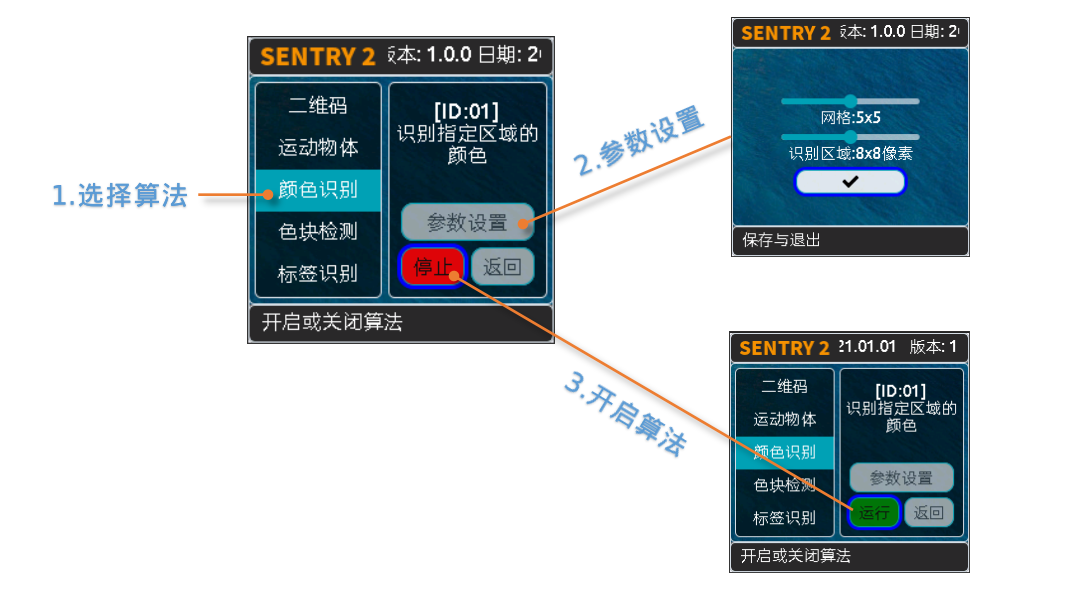 SENTRY 2 本: 1.0.0 日期: 2
二维码
运动物体
颜色识别
色块检测
标签识别
[ID:01]
识别指定区域的
颜色
参数设置
停止
返回
开启或关闭算法
1.选择算法
2.参数设置
3.开启算法
SENTRY 2 本: 1.0.0 日期: 2
网格:5x5
识别区域:8x8像素
保存与退出
SENTRY 2 21.01.01 版本: 1
二维码
运动物体
颜色识别
色块检测
标签识别
[ID:01]
识别指定区域的
颜色
参数设置
运行
返回
开启或关闭算法